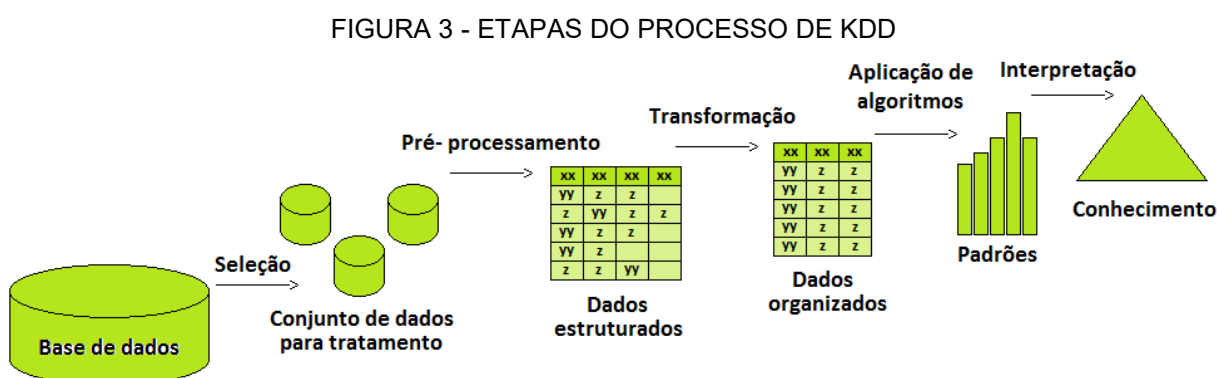 FIGURA 3 - ETAPAS DO PROCESSO DE KDD
Base de dados
Seleção
Conjunto de dados
para tratamento
Pré- processamento
xx xx xx xx
yy z z
z yy z z
yy z z
yy z
z z yy
Dados
estruturados
Transformação
xx xx xx
yy z z
yy z z
yy z z
yy z z
yy z z
Dados
organizados
Aplicação de
algoritmos
Padrões
Interpretação
Conhecimento